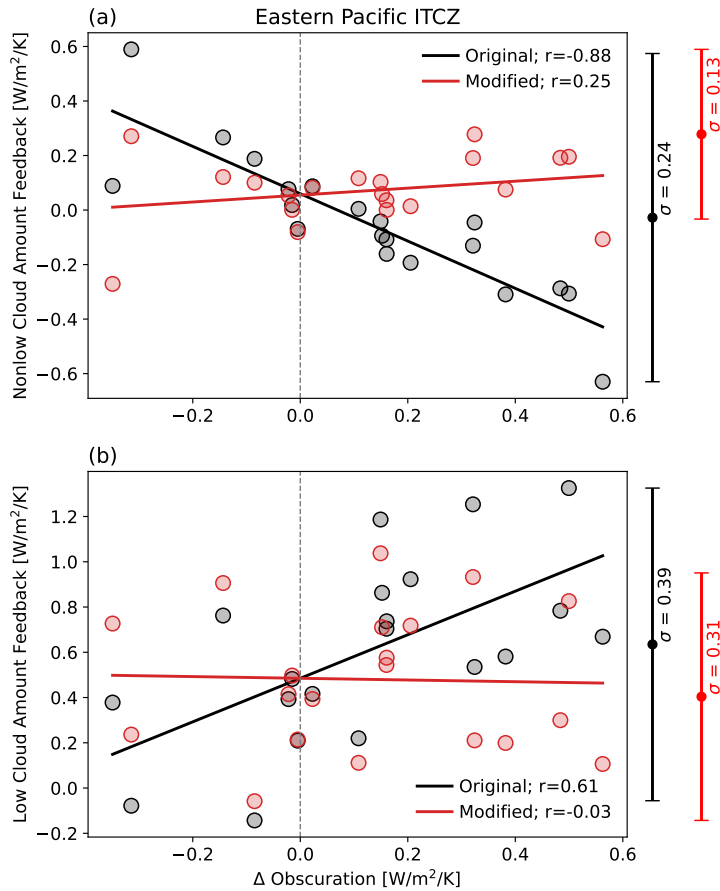 (a)
Eastern Pacific ITCZ
Original; r=-0.88
Modified; r=0.25
Nonlow Cloud Amount Feedback [W/m²/K]
0.6
0.4
0.2
0.0
−0.2
−0.4
−0.6
−0.2
0.0
0.2
0.4
0.6
σ = 0.24
σ = 0.13
(b)
Low Cloud Amount Feedback [W/m²/K]
1.2
1.0
0.8
0.6
0.4
0.2
0.0
−0.2
Original; r=0.61
Modified; r=-0.03
−0.2
0.0
0.2
0.4
0.6
Δ Obscuration [W/m²/K]
σ = 0.39
σ = 0.31